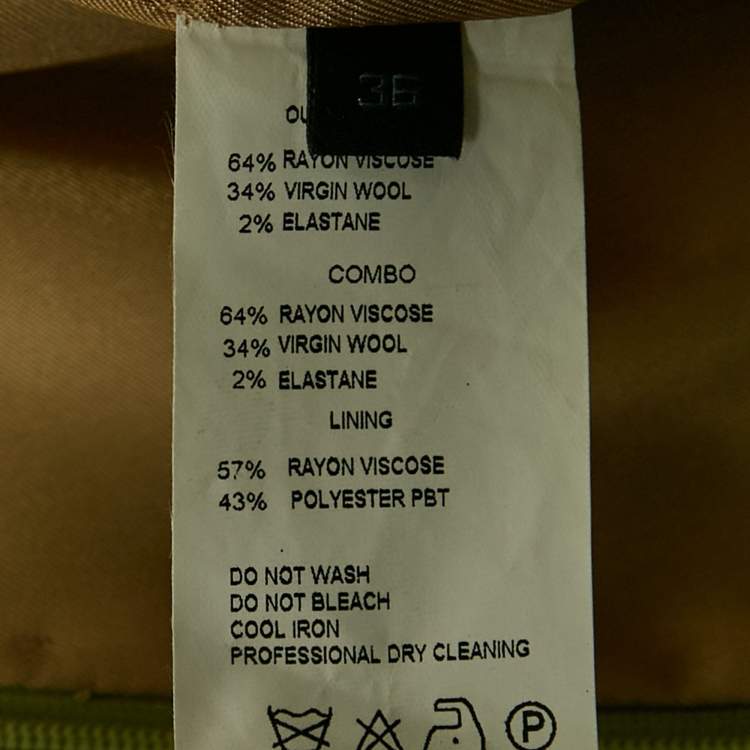 36
64% RAYON VISCOSE
34% VIRGIN WOOL
2% ELASTANE
COMBO
64% RAYON VISCOSE
34% VIRGIN WOOL
2% ELASTANE
LINING
57% RAYON VISCOSE
43% POLYESTER PBT
DO NOT WASH
DO NOT BLEACH
COOL IRON
PROFESSIONAL DRY CLEANING
P